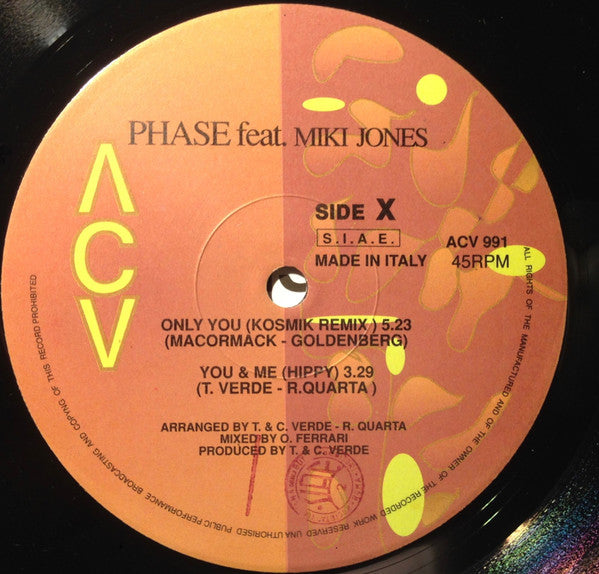 PHASE feat. MIKI JONES
ACV
SIDE X
S.I.A.E.
MADE IN ITALY
ACV 991
45RPM
ONLY YOU (KOSMIK REMIX ) 5.23
(MACORMACK - GOLDENBERG)
YOU & ME (HIPPY) 3.29
(T. VERDE - R.QUARTA )
ARRANGED BY T. & C. VERDE - R. QUARTA
MIXED BY O. FERRARI
PRODUCED BY T. & C. VERDE
ALL RIGHTS OF THE MANUFACTURED AND OF THE OWNER OF THE RECORDED WORK RESERVED UNAUTHORISED PUBLIC PERFORMANCE BROADCASTING AND COPYNG OF THIS RECORD PROHIBITED